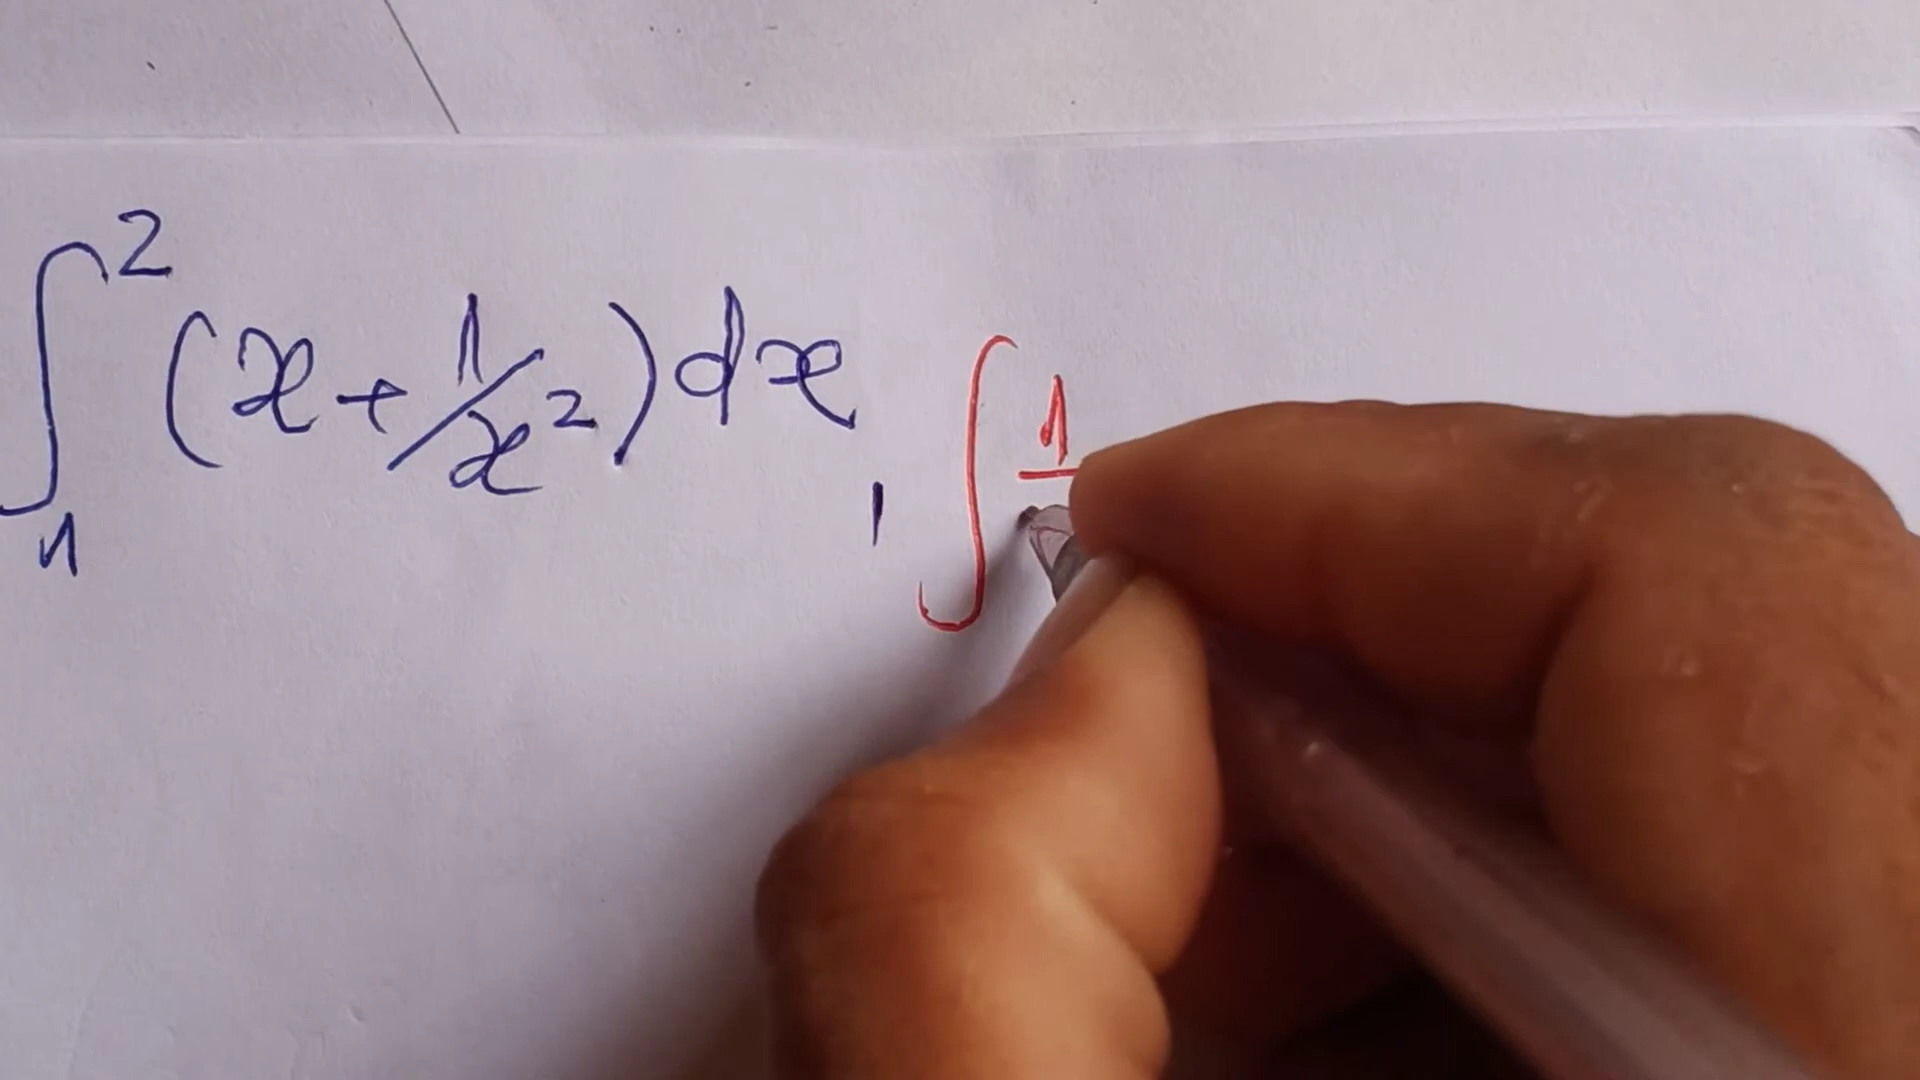 ∫₁² (x + 1/x²) dx, ∫ 1